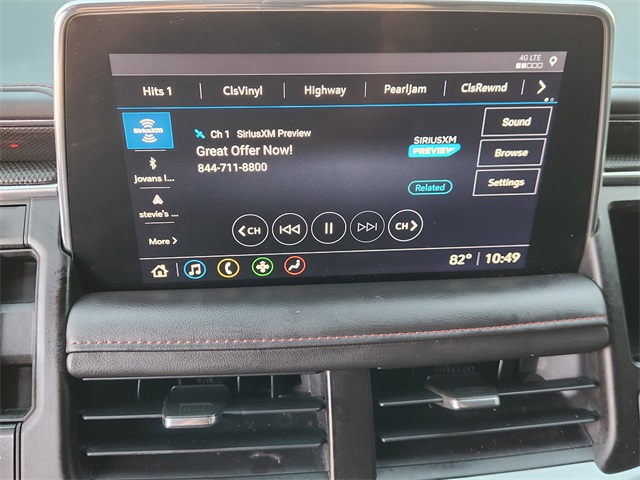 4G LTE
Hits 1 ClsVinyl Highway PearlJam ClsRewnd
SiriusXM
Ch 1 SiriusXM Preview
Great Offer Now!
844-711-8800
SIRIUSXM
PREVIEW
Related
Sound
Browse
Settings
Jovans I...
stevie's ...
More
CH CH
82° 10:49